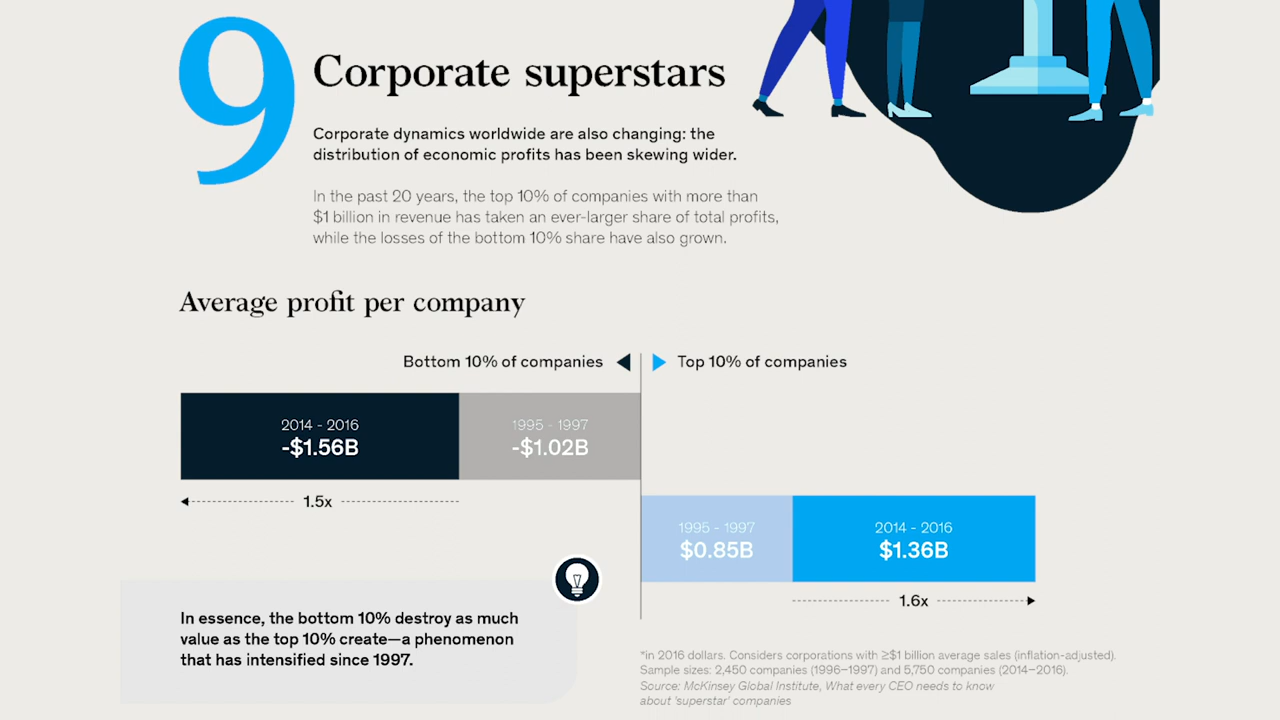 9
Corporate superstars
Corporate dynamics worldwide are also changing: the
distribution of economic profits has been skewing wider.
In the past 20 years, the top 10% of companies with more than
$1 billion in revenue has taken an ever-larger share of total profits,
while the losses of the bottom 10% share have also grown.
Average profit per company
Bottom 10% of companies
Top 10% of companies
2014 - 2016
-$1.56B
1995 - 1997
-$1.02B
1.5x
1995 - 1997
$0.85B
2014 - 2016
$1.36B
1.6x
In essence, the bottom 10% destroy as much
value as the top 10% create—a phenomenon
that has intensified since 1997.
*in 2016 dollars. Considers corporations with ≥$1 billion average sales (inflation-adjusted).
Sample sizes: 2,450 companies (1996–1997) and 5,750 companies (2014–2016).
Source: McKinsey Global Institute, What every CEO needs to know
about 'superstar' companies